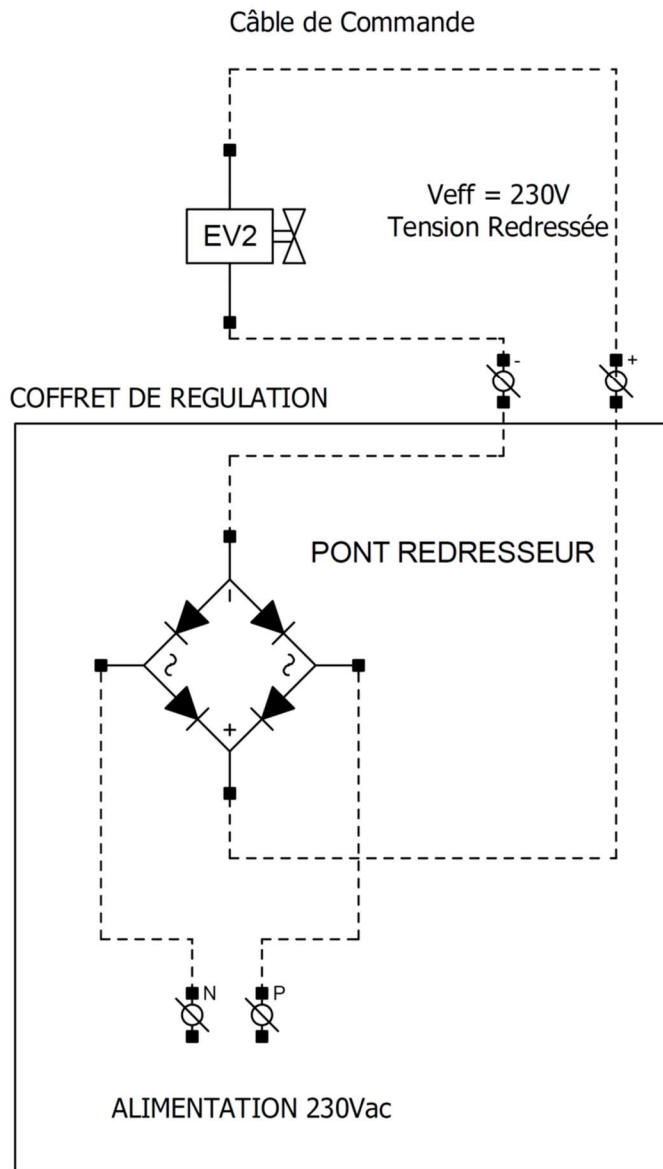 Câble de Commande
Veff = 230V
Tension Redressée
EV2
- +
COFFRET DE REGULATION
PONT REDRESSEUR
-
~ ~
+
N P
ALIMENTATION 230Vac